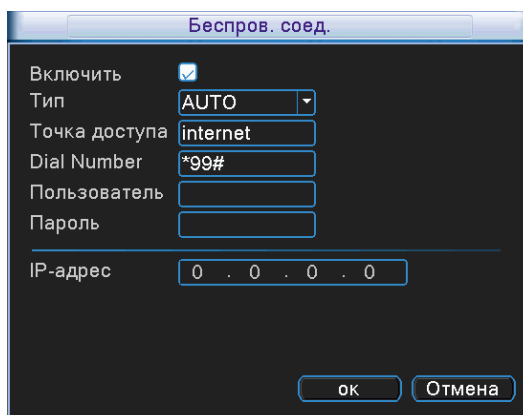 Беспров. соед.
Включить
Тип AUTO
Точка доступа internet
Dial Number *99#
Пользователь
Пароль
IP-адрес 0 . 0 . 0 . 0
ок Отмена